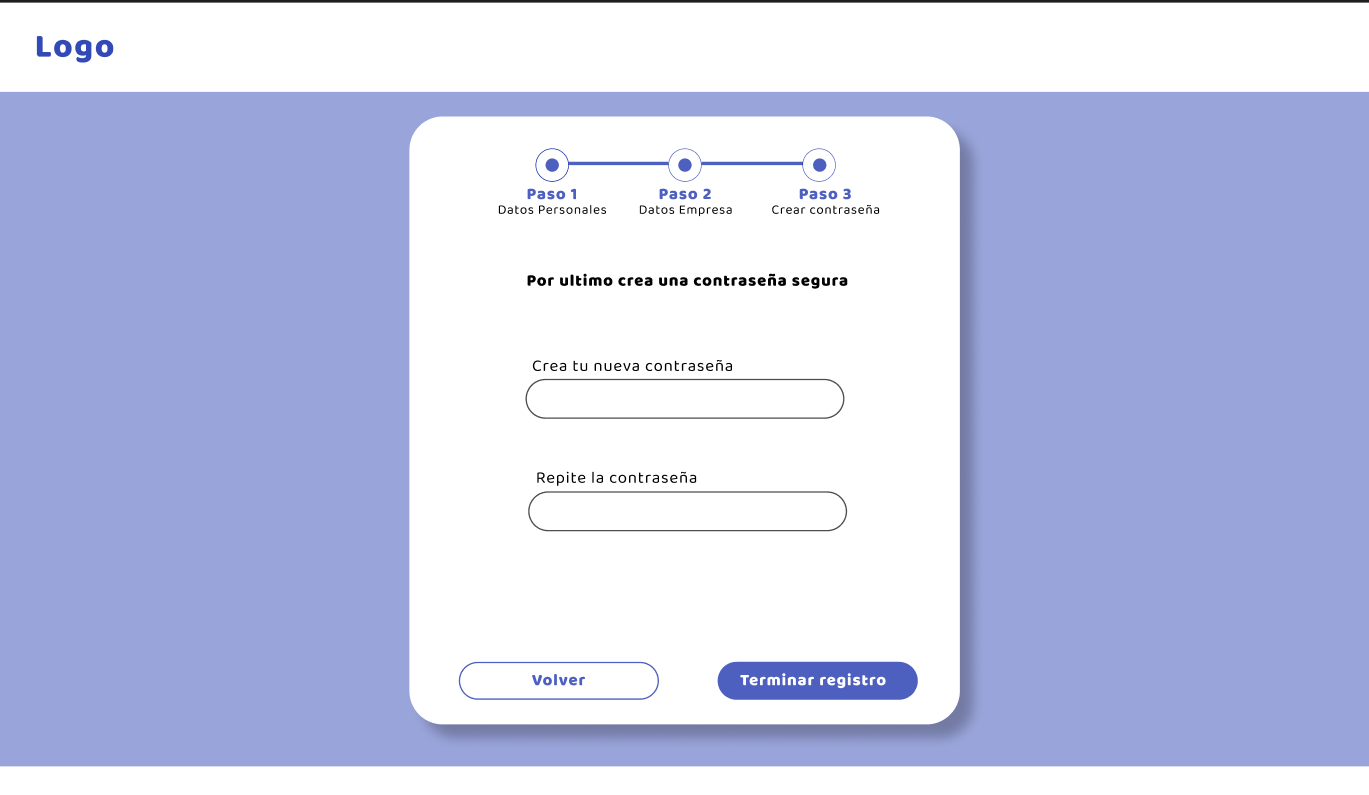 Logo
Paso 1
Datos Personales
Paso 2
Datos Empresa
Paso 3
Crear contraseña
Por ultimo crea una contraseña segura
Crea tu nueva contraseña
Repite la contraseña
Volver
Terminar registro